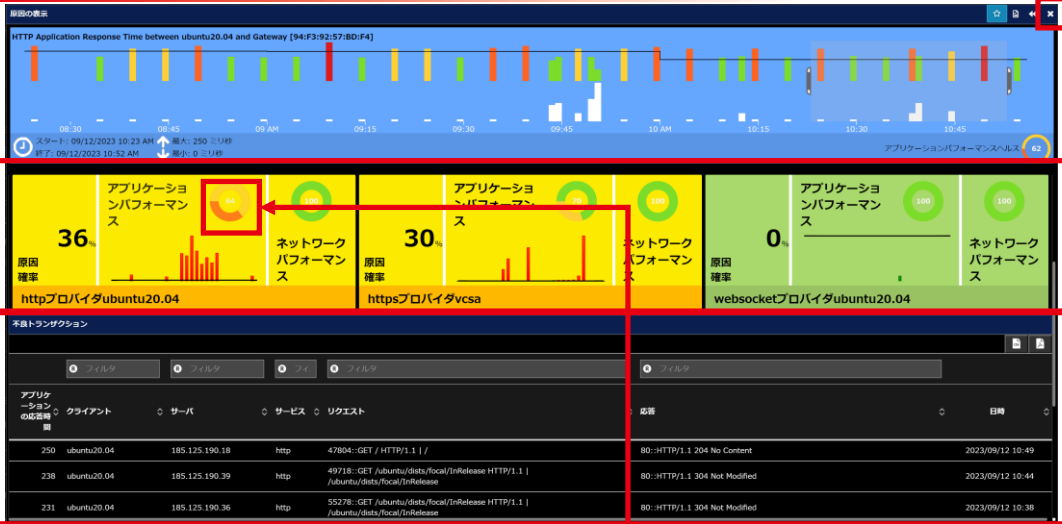 原因の表示
HTTP Application Response Time between ubuntu20.04 and Gateway [94:F3:92:57:BD:F4]
08:30 08:45 09 AM 09:15 09:30 09:45 10 AM 10:15 10:30 10:45
スタート: 09/12/2023 10:23 AM 最大: 250 ミリ秒
終了: 09/12/2023 10:52 AM 最小: 0 ミリ秒
アプリケーションパフォーマンスヘルス 62
36%
原因
確率
アプリケーショ
ンパフォーマン
ス
64
100
ネットワーク
パフォーマン
ス
httpプロバイダubuntu20.04
30%
原因
確率
アプリケーショ
ンパフォーマン
ス
70
100
ネットワーク
パフォーマン
ス
httpsプロバイダvcsa
0%
原因
確率
アプリケーショ
ンパフォーマン
ス
100
100
ネットワーク
パフォーマン
ス
websocketプロバイダubuntu20.04
不良トランザクション
フィルタ フィルタ フィ フィルタ フィルタ
アプリケ
ーション
の応答時
間
クライアント サーバ サービス リクエスト 応答 日時
250 ubuntu20.04 185.125.190.18 http 47804::GET / HTTP/1.1 | / 80::HTTP/1.1 204 No Content 2023/09/12 10:49
238 ubuntu20.04 185.125.190.39 http 49718::GET /ubuntu/dists/focal/InRelease HTTP/1.1 |
/ubuntu/dists/focal/InRelease
80::HTTP/1.1 304 Not Modified 2023/09/12 10:44
231 ubuntu20.04 185.125.190.36 http 55278::GET /ubuntu/dists/focal/InRelease HTTP/1.1 |
/ubuntu/dists/focal/InRelease
80::HTTP/1.1 304 Not Modified 2023/09/12 10:38